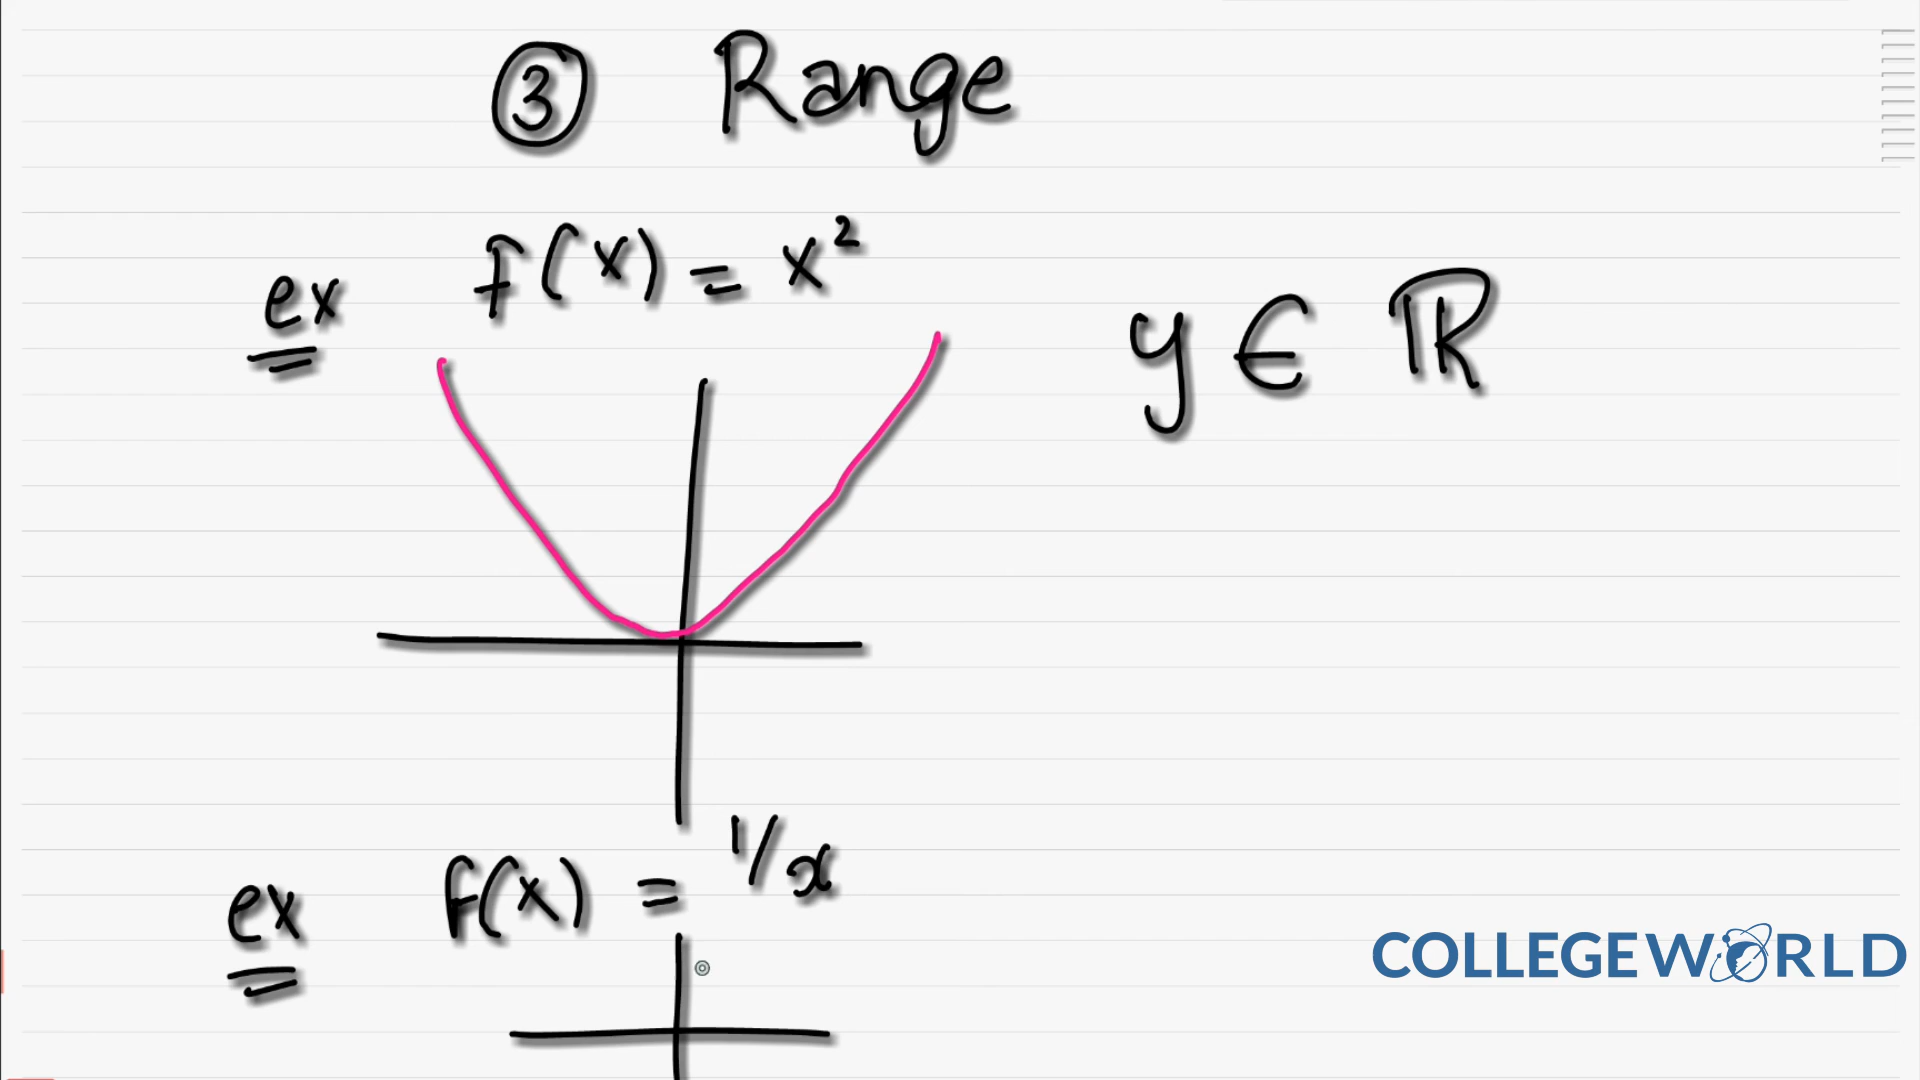 ③ Range
ex f(x) = x²
y ∈ ℝ
ex f(x) = 1/x
COLLEGEWORLD